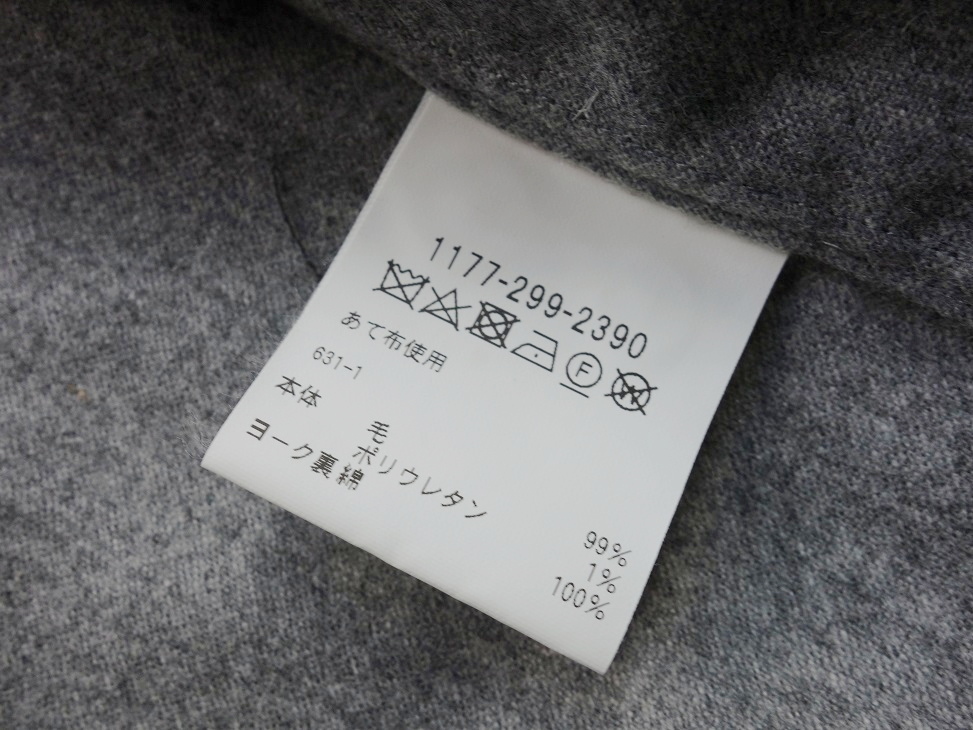 1177-299-2390
F W
あて布使用
631-1
本体 毛 99%
ポリウレタン 1%
ヨーク裏 綿 100%